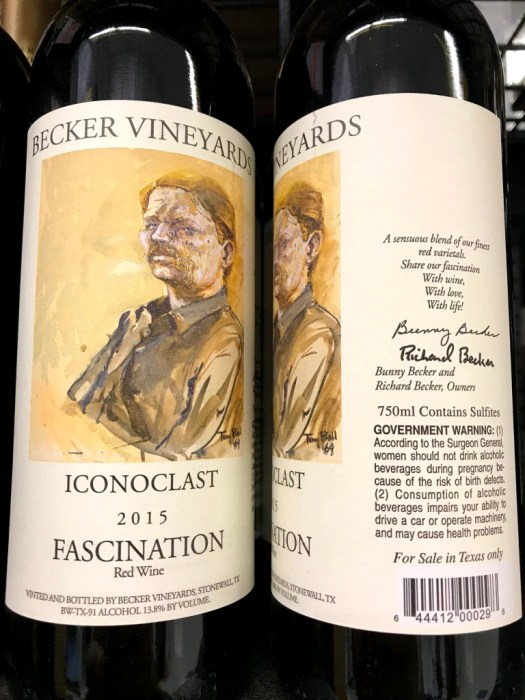 BECKER VINEYARDS
ICONOCLAST
2015
FASCINATION
Red Wine
VINTED AND BOTTLED BY BECKER VINEYARDS, STONEWALL, TX
BW-TX-91 ALCOHOL 13.8% BY VOLUME.
NEYARDS
CLAST
ATION
RDS, STONEWALL, TX
VOLUME.
A sensuous blend of our finest
red varietals.
Share our fascination
With wine,
With love,
With life!
Bunny Becker
Richard Becker
Bunny Becker and
Richard Becker, Owners
750ml Contains Sulfites
GOVERNMENT WARNING: (1)
According to the Surgeon General,
women should not drink alcoholic
beverages during pregnancy be-
cause of the risk of birth defects.
(2) Consumption of alcoholic
beverages impairs your ability to
drive a car or operate machinery,
and may cause health problems.
For Sale in Texas only
6 44412 00029 8